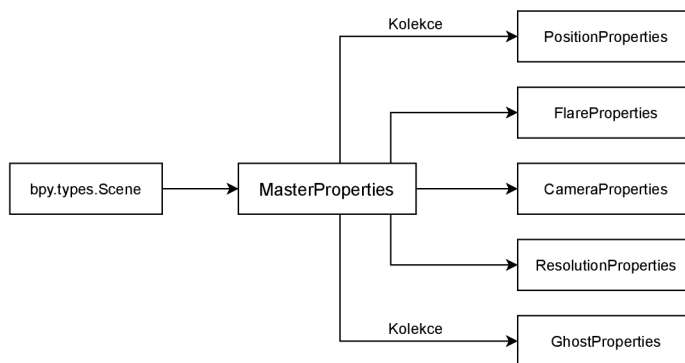 Kolekce
PositionProperties
FlareProperties
bpy.types.Scene
MasterProperties
CameraProperties
ResolutionProperties
Kolekce
GhostProperties